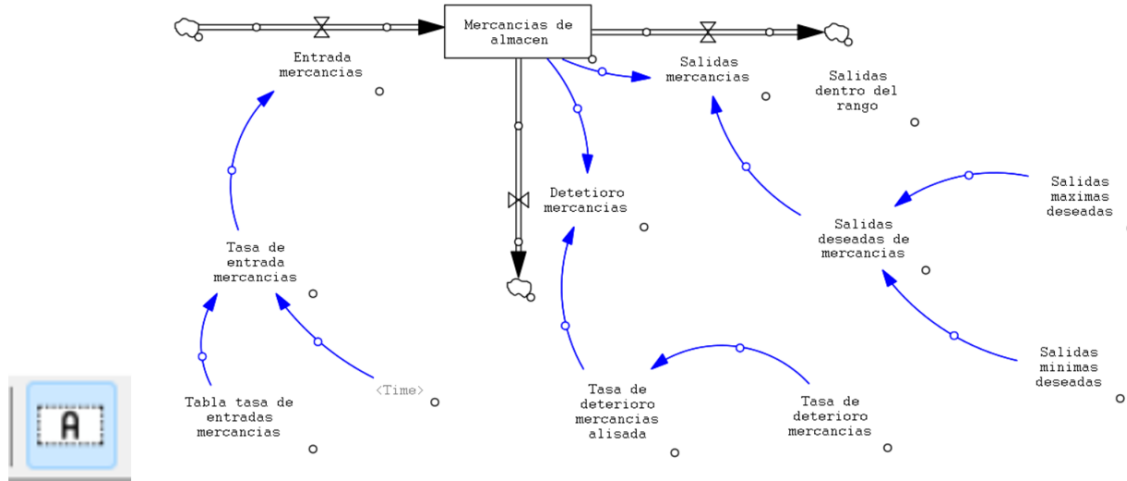 Mercancias de
almacen
Entrada
mercancias
Salidas
mercancias
Salidas
dentro del
rango
Detetioro
mercancias
Salidas
maximas
deseadas
Salidas
deseadas de
mercancias
Tasa de
entrada
mercancias
Salidas
minimas
deseadas
<Time>
Tabla tasa de
entradas
mercancias
Tasa de
deterioro
mercancias
alisada
Tasa de
deterioro
mercancias
A